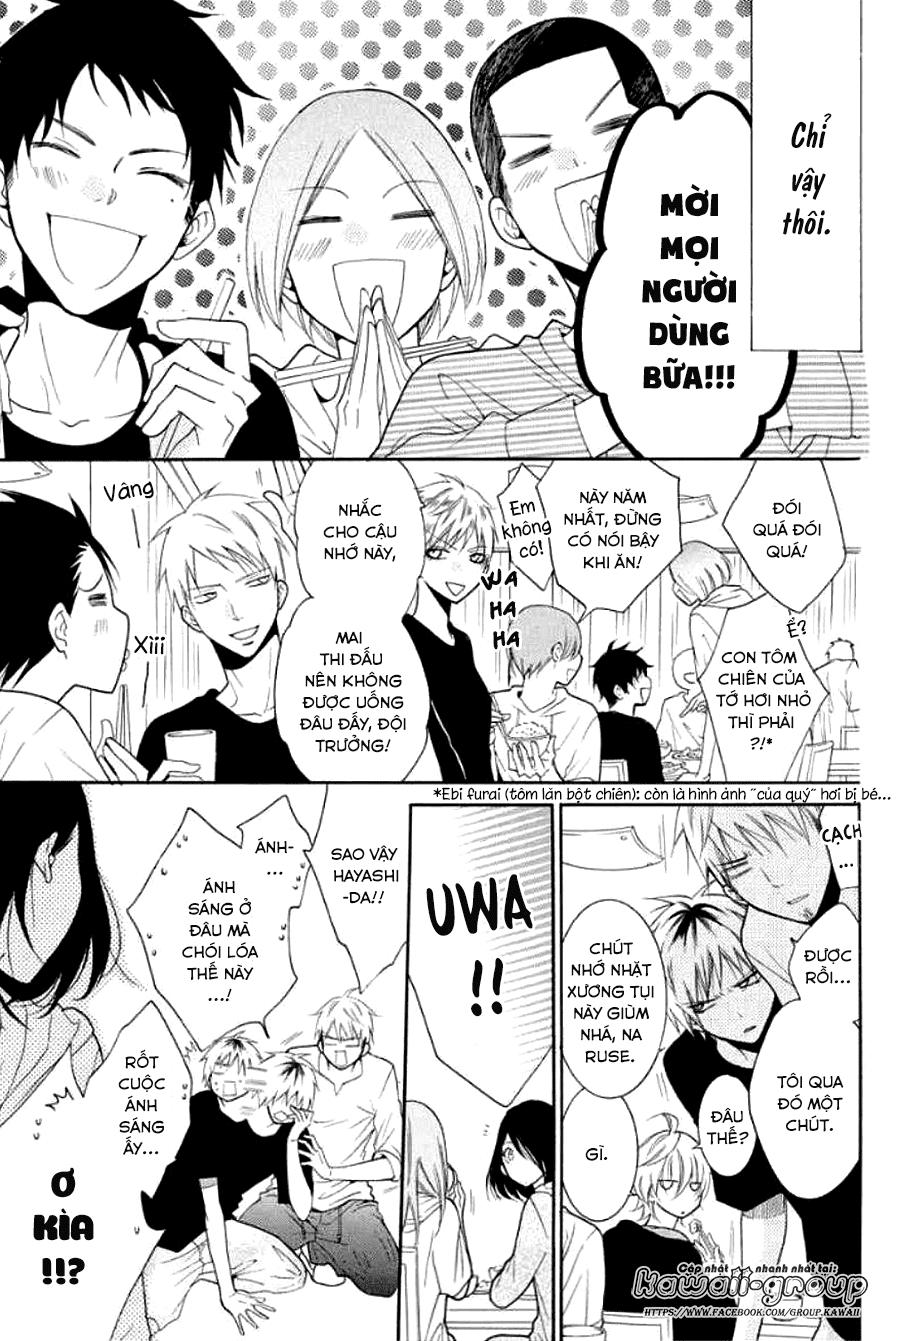 Chỉ
vậy
thôi.
MỜI
MỌI
NGƯỜI
DÙNG
BỮA!!!
ĐÓI
QUÁ ĐÓI
QUÁ!
Ề?
CON TÔM
CHIÊN CỦA
TỚ HƠI NHỎ
THÌ PHẢI
?!*
NÀY NĂM
NHẤT, ĐỪNG
CÓ NÓI BẬY
KHI ĂN!
Em
không
có!
WA
HA
HA
NHẮC
CHO CẬU
NHỚ NÀY,
MAI
THI ĐẤU
NÊN KHÔNG
ĐƯỢC UỐNG
ĐÂU ĐẤY, ĐỘI
TRƯỞNG!
Vâng
Xìii
*Ebi furai (tôm lăn bột chiên): còn là hình ảnh "của quý" hơi bị bé...
CẠCH
...
ĐƯỢC
RỒI...
TÔI QUA
ĐÓ MỘT
CHÚT.
ĐÂU
THẾ?
CHÚT
NHỚ NHẶT
XƯƠNG TỤI
NÀY GIÙM
NHÁ, NA
RUSE.
GÌ.
UWA
!!
SAO VẬY
HAYASHI
-DA!!
ÁNH-
...
ÁNH
SÁNG Ở
ĐÂU MÀ
CHÓI LÓA
THẾ NÀY
...!
RỐT
CUỘC
ÁNH
SÁNG
ẤY...
Ơ
KÌA
!!?
Cập nhật nhanh nhất tại:
kawaii-group
HTTPS://WWW.FACEBOOK.COM/GROUP.KAWAII